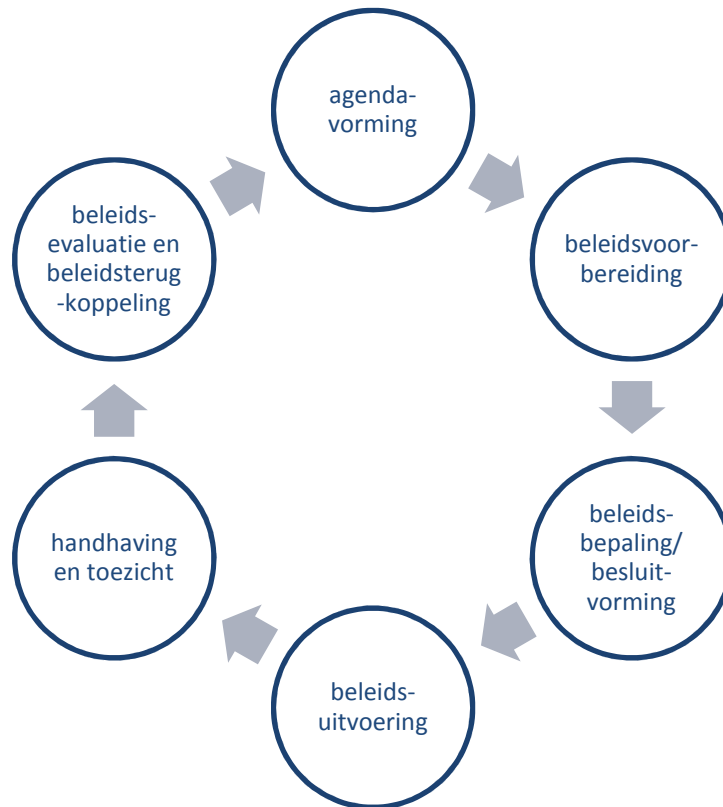 agenda-
vorming
beleidsvoor-
bereiding
beleids-
bepaling/
besluit-
vorming
beleids-
uitvoering
handhaving
en toezicht
beleids-
evaluatie en
beleidsterug
-koppeling